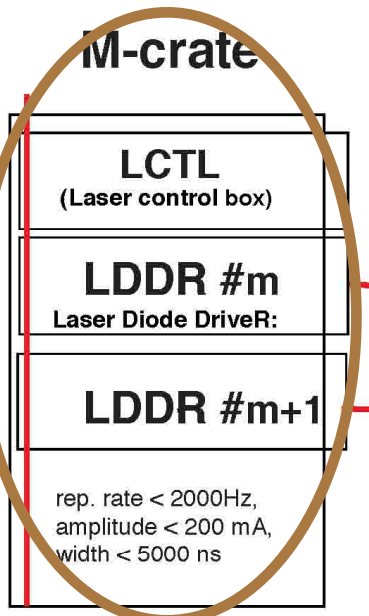 M-crate
LCTL
(Laser control box)
LDDR #m
Laser Diode DriveR:
LDDR #m+1
rep. rate < 2000Hz,
amplitude < 200 mA,
width < 5000 ns